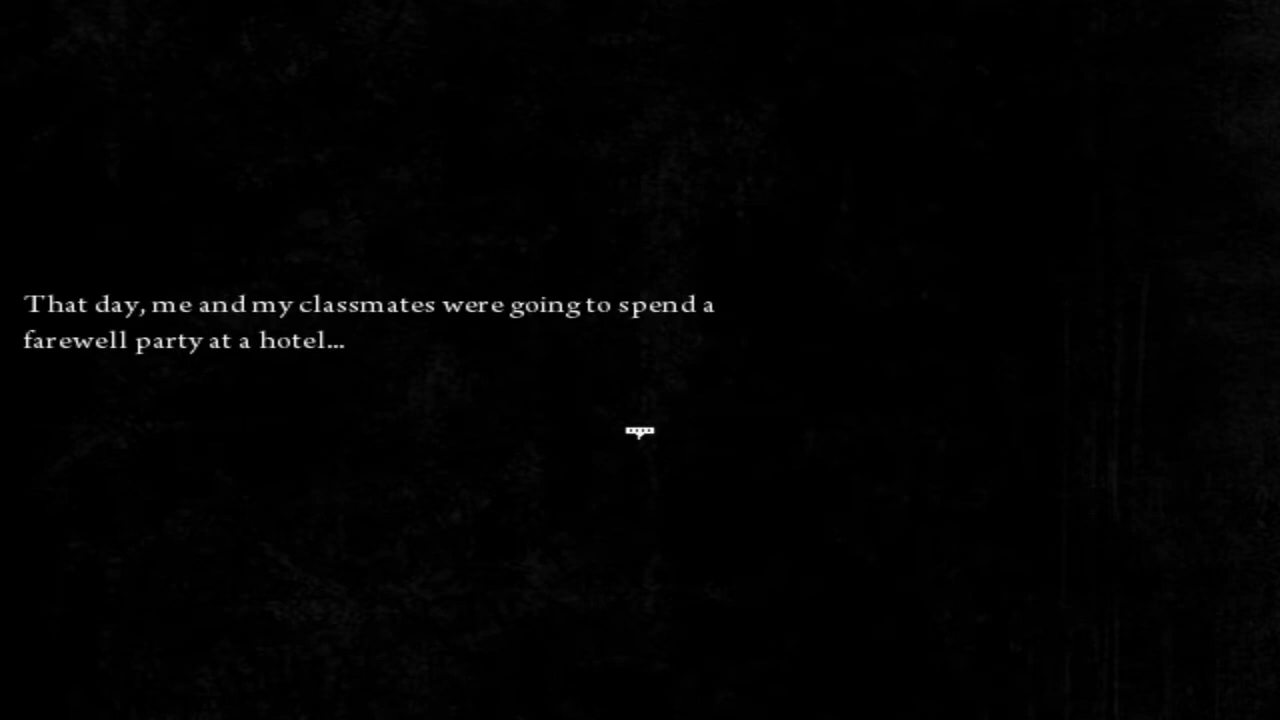 That day, me and my classmates were going to spend a
farewell party at a hotel...